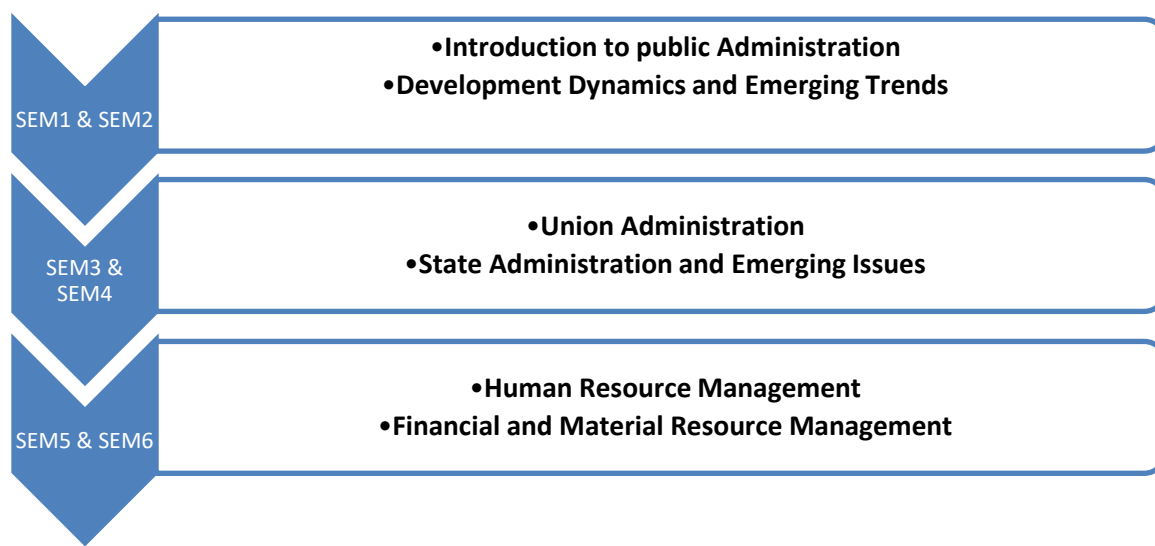 SEM1 & SEM2
•Introduction to public Administration
•Development Dynamics and Emerging Trends
SEM3 &
SEM4
•Union Administration
•State Administration and Emerging Issues
SEM5 & SEM6
•Human Resource Management
•Financial and Material Resource Management